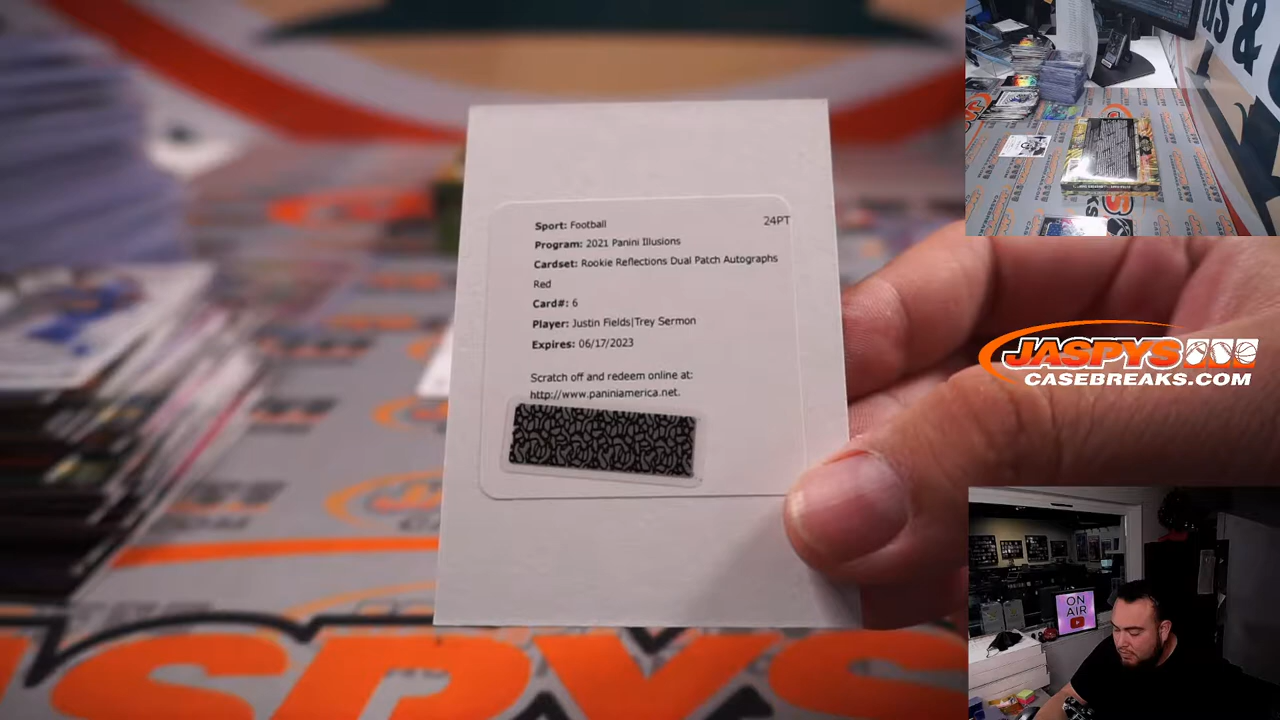 Sport: Football
24PT
Program: 2021 Panini Illusions
Cardset: Rookie Reflections Dual Patch Autographs
Red
Card#: 6
Player: Justin Fields|Trey Sermon
Expires: 06/17/2023
Scratch off and redeem online at:
http://www.paniniamerica.net.
JASPYS
CASEBREAKS.COM
ON
AIR
SPYS
&